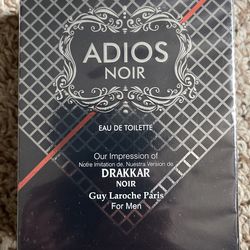 ADIOS
NOIR
EAU DE TOILETTE
Our Impression of
Notre Imitation de. Nuestra Version de
DRAKKAR
NOIR
Guy Laroche Paris
For Men